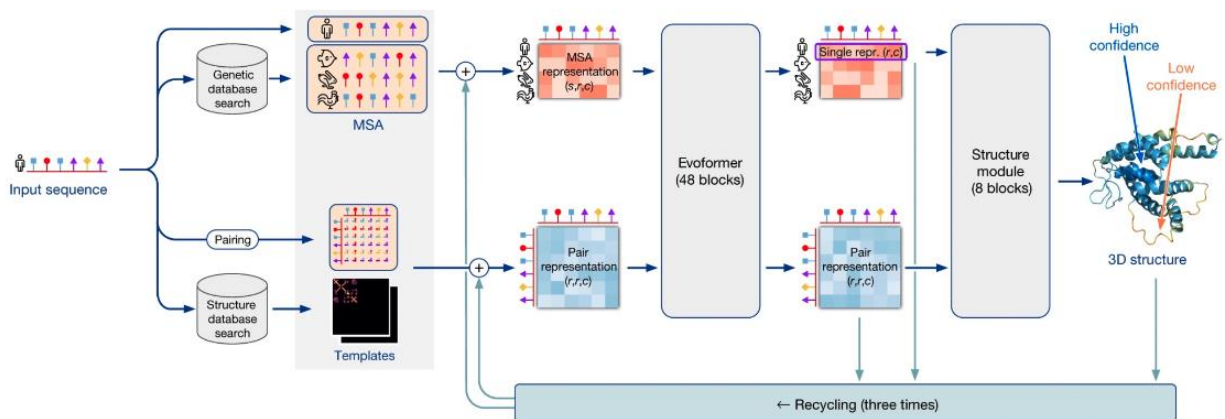 High
confidence
Low
confidence
Genetic
database
search
MSA
MSA
representation
(s,r,c)
Single repr. (r,c)
Input sequence
Evoformer
(48 blocks)
Structure
module
(8 blocks)
Pairing
Pair
representation
(r,r,c)
Pair
representation
(r,r,c)
3D structure
Structure
database
search
Templates
← Recycling (three times)